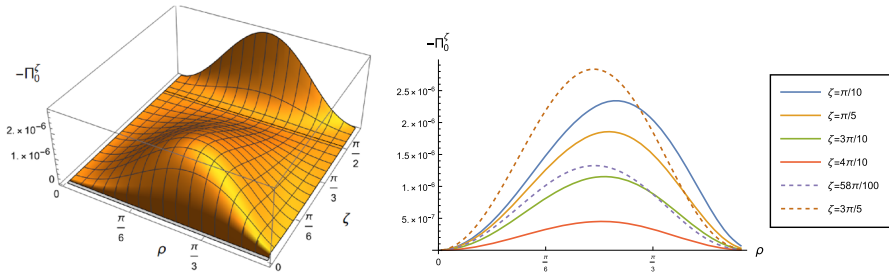 −Π₀^ζ
2. × 10⁻⁶
1. × 10⁻⁶
0
0
π/6
ρ
π/3
0
π/6
π/3
π/2
ζ
−Π₀^ζ
2.5 × 10⁻⁶
2. × 10⁻⁶
1.5 × 10⁻⁶
1. × 10⁻⁶
5. × 10⁻⁷
0
π/6
π/3
ρ
ζ=π/10
ζ=π/5
ζ=3π/10
ζ=4π/10
ζ=58π/100
ζ=3π/5